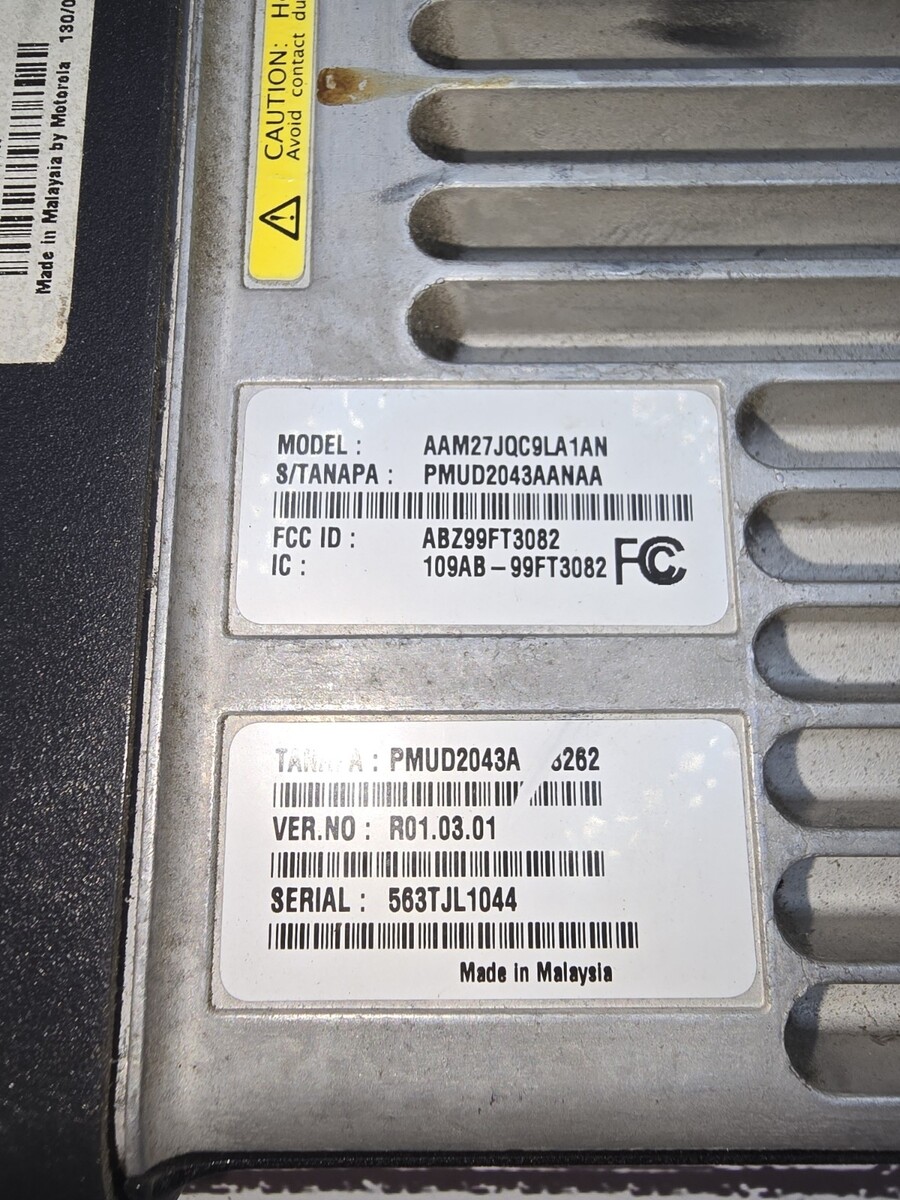 Made in Malaysia by Motorola
CAUTION:
Avoid contact
MODEL : AAM27JQC9LA1AN
S/TANAPA : PMUD2043AANAA
FCC ID : ABZ99FT3082
IC : 109AB-99FT3082
FC
: PMUD2043A
VER.NO : R01.03.01
SERIAL : 563TJL1044
Made in Malaysia